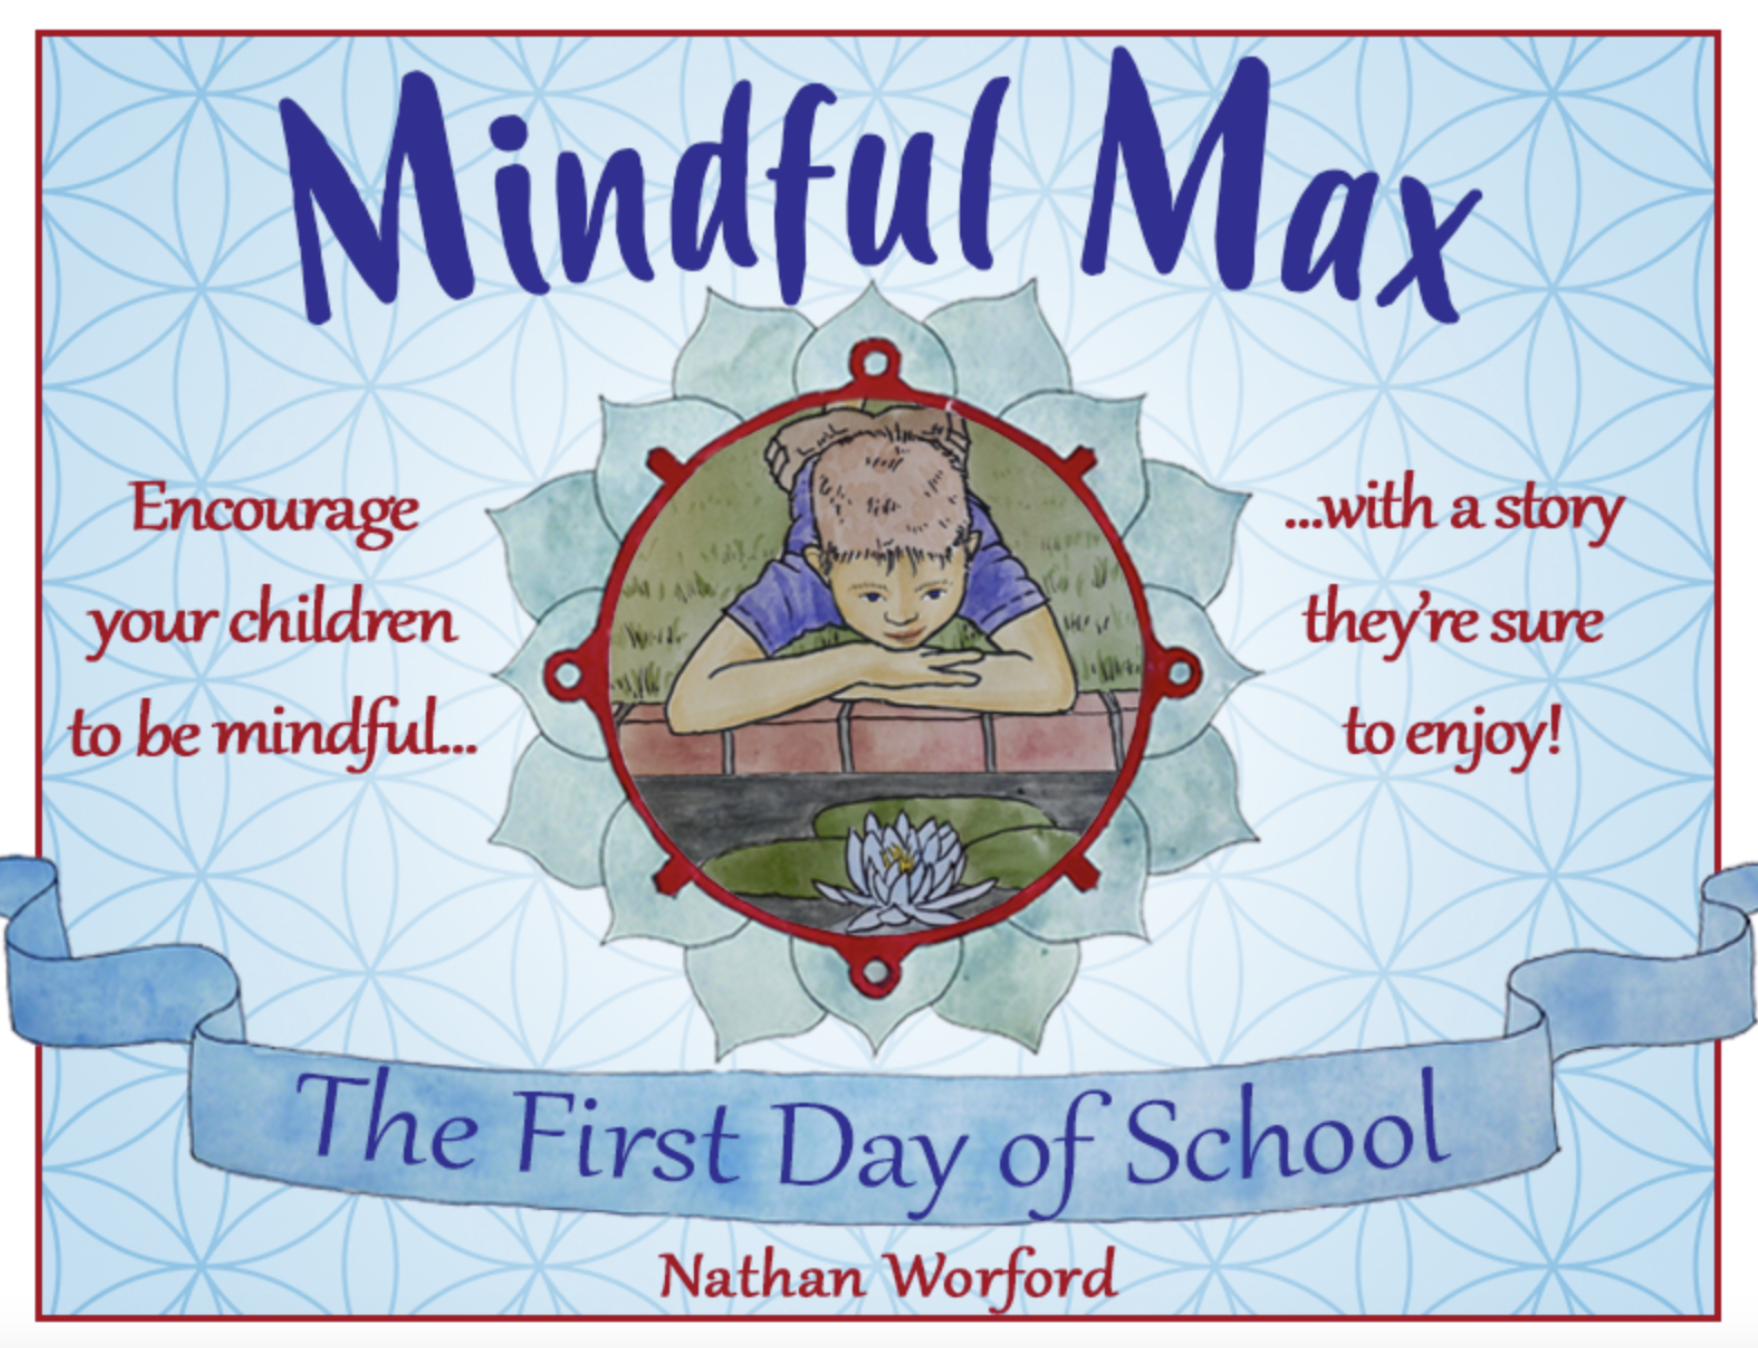 Mindful Max
Encourage
your children
to be mindful...
...with a story
they're sure
to enjoy!
The First Day of School
Nathan Worford